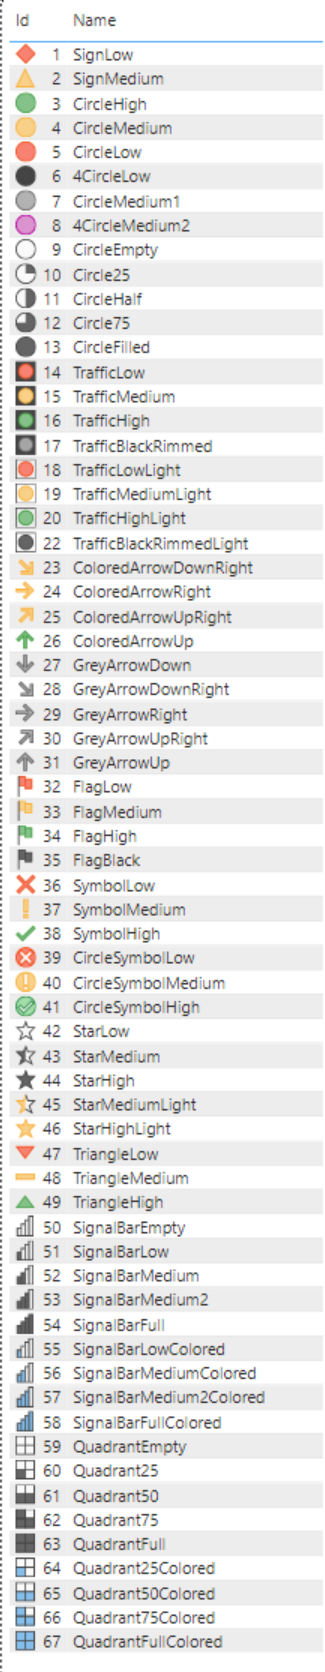 Id Name
1 SignLow
2 SignMedium
3 CircleHigh
4 CircleMedium
5 CircleLow
6 4CircleLow
7 CircleMedium1
8 4CircleMedium2
9 CircleEmpty
10 Circle25
11 CircleHalf
12 Circle75
13 CircleFilled
14 TrafficLow
15 TrafficMedium
16 TrafficHigh
17 TrafficBlackRimmed
18 TrafficLowLight
19 TrafficMediumLight
20 TrafficHighLight
22 TrafficBlackRimmedLight
23 ColoredArrowDownRight
24 ColoredArrowRight
25 ColoredArrowUpRight
26 ColoredArrowUp
27 GreyArrowDown
28 GreyArrowDownRight
29 GreyArrowRight
30 GreyArrowUpRight
31 GreyArrowUp
32 FlagLow
33 FlagMedium
34 FlagHigh
35 FlagBlack
36 SymbolLow
37 SymbolMedium
38 SymbolHigh
39 CircleSymbolLow
40 CircleSymbolMedium
41 CircleSymbolHigh
42 StarLow
43 StarMedium
44 StarHigh
45 StarMediumLight
46 StarHighLight
47 TriangleLow
48 TriangleMedium
49 TriangleHigh
50 SignalBarEmpty
51 SignalBarLow
52 SignalBarMedium
53 SignalBarMedium2
54 SignalBarFull
55 SignalBarLowColored
56 SignalBarMediumColored
57 SignalBarMedium2Colored
58 SignalBarFullColored
59 QuadrantEmpty
60 Quadrant25
61 Quadrant50
62 Quadrant75
63 QuadrantFull
64 Quadrant25Colored
65 Quadrant50Colored
66 Quadrant75Colored
67 QuadrantFullColored